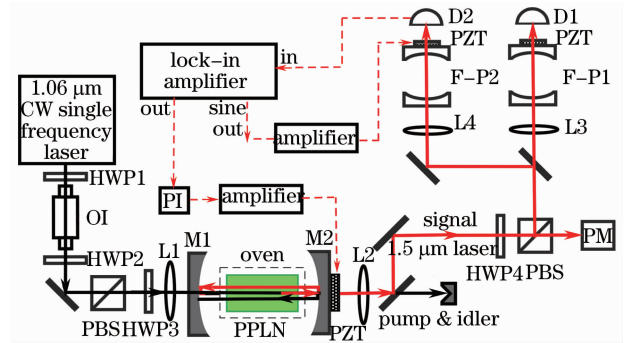 D2
D1
PZT
PZT
lock-in
amplifier
in
F-P2
F-P1
1.06 μm
CW single
frequency
laser
out
sine
out
amplifier
L4
L3
HWP1
PI
amplifier
OI
M1
M2
signal
HWP2
L1
oven
L2
1.5 μm laser
PM
HWP4
PBS
PBS
HWP3
PPLN
PZT
pump & idler